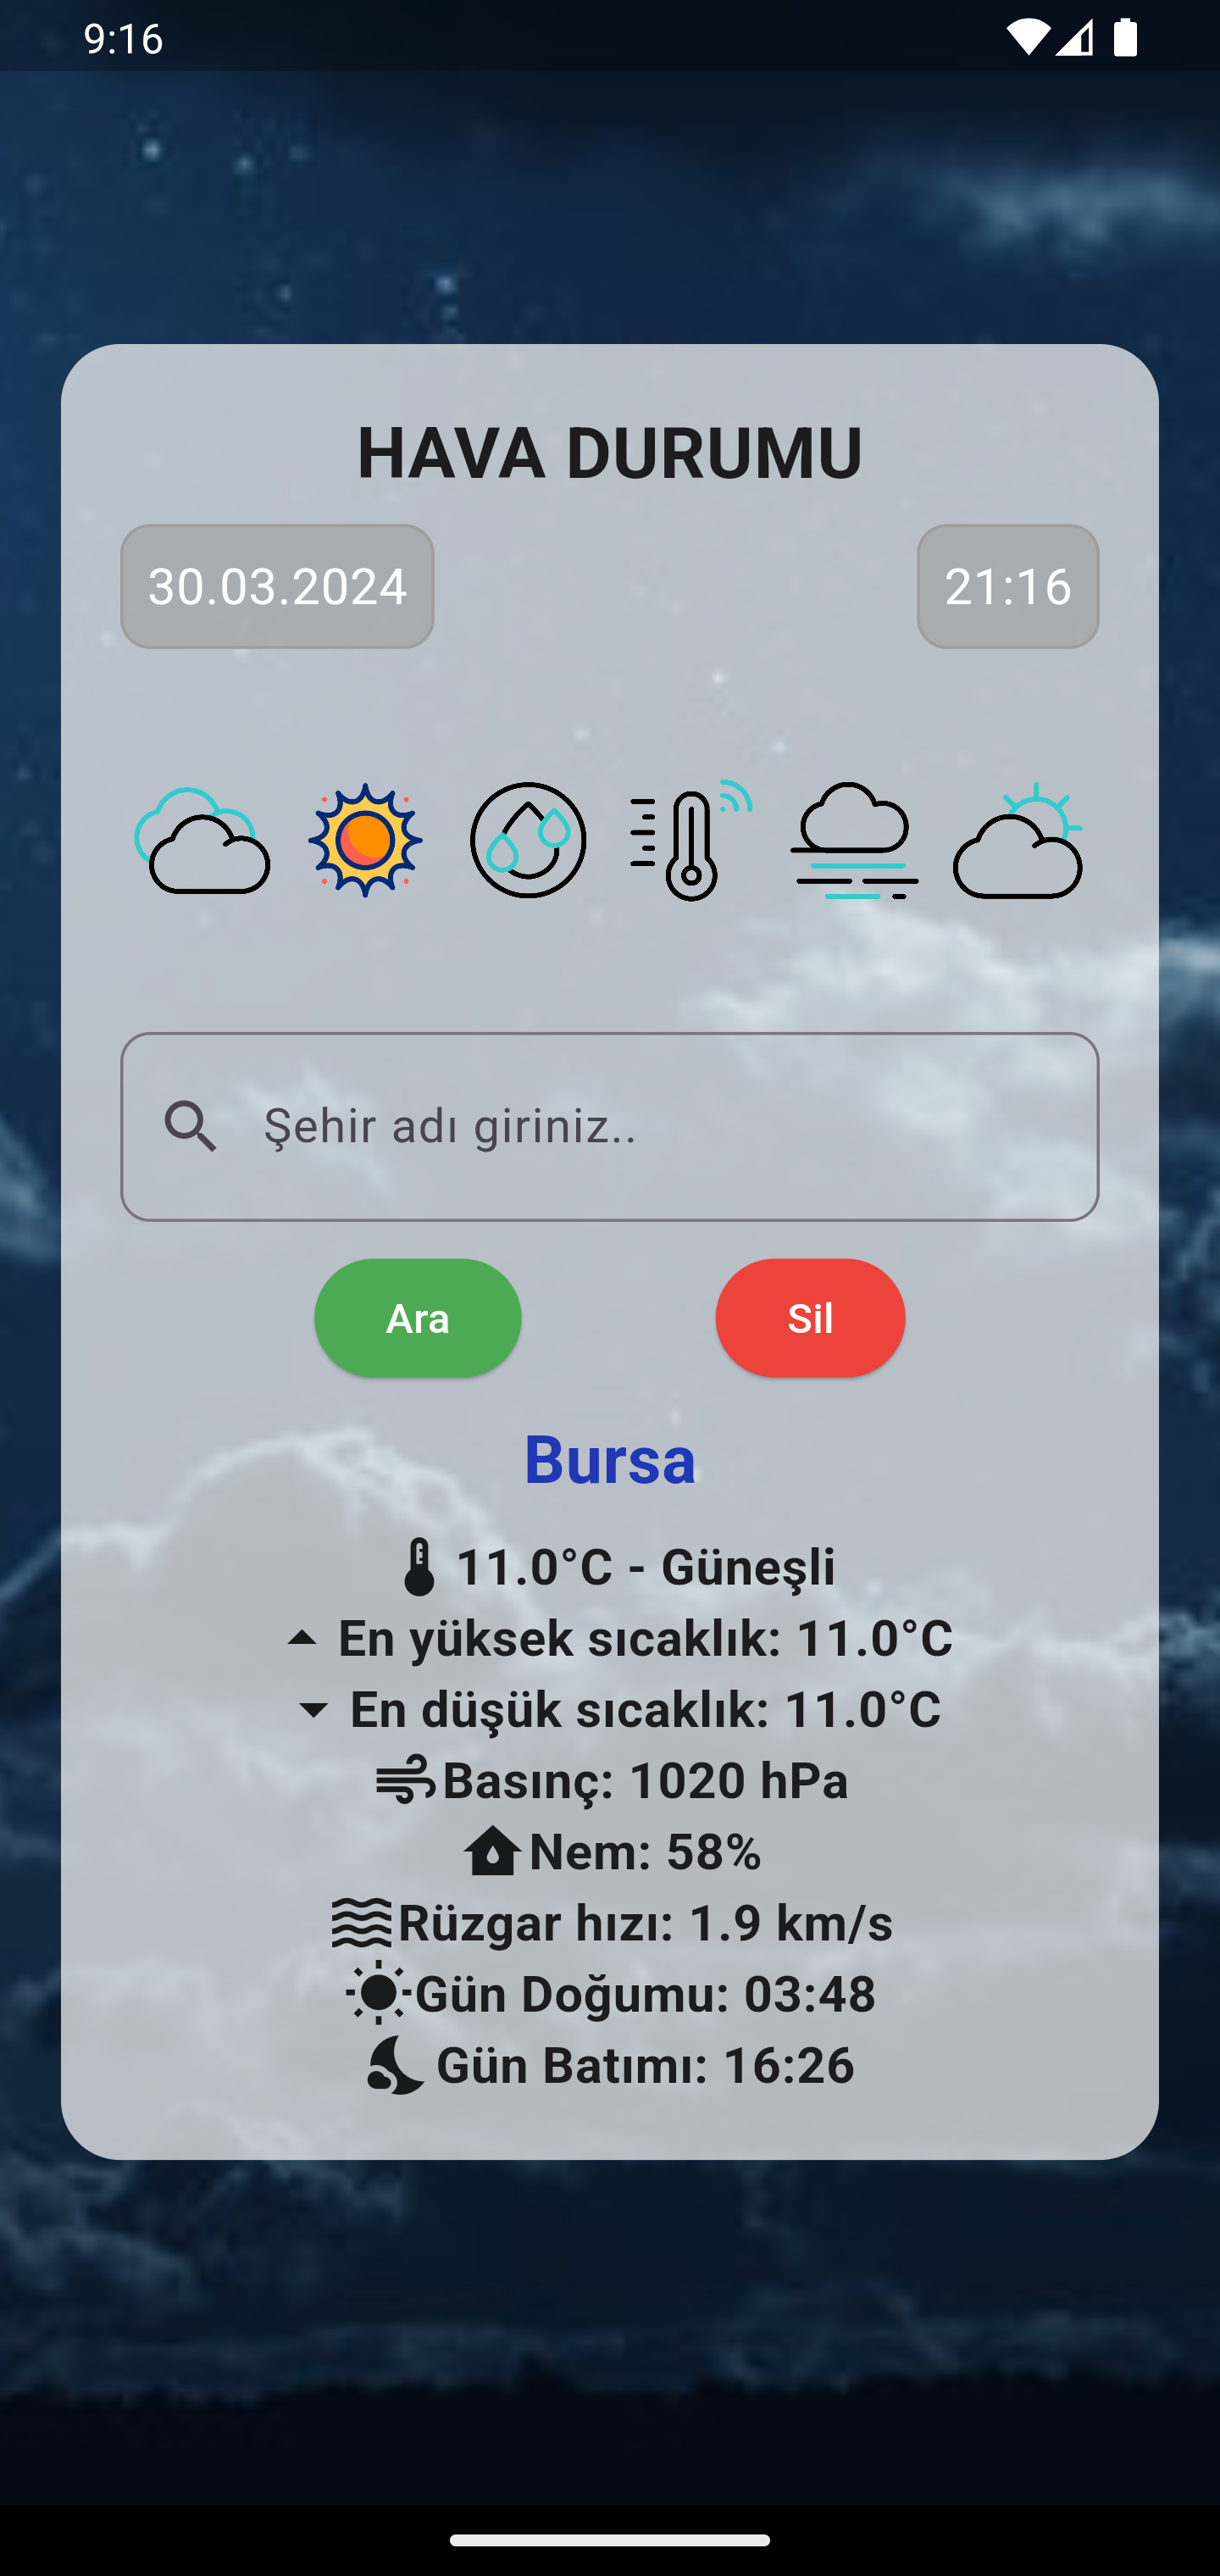 9:16
HAVA DURUMU
30.03.2024
21:16
Şehir adı giriniz..
Ara
Sil
Bursa
11.0°C - Güneşli
En yüksek sıcaklık: 11.0°C
En düşük sıcaklık: 11.0°C
Basınç: 1020 hPa
Nem: 58%
Rüzgar hızı: 1.9 km/s
Gün Doğumu: 03:48
Gün Batımı: 16:26